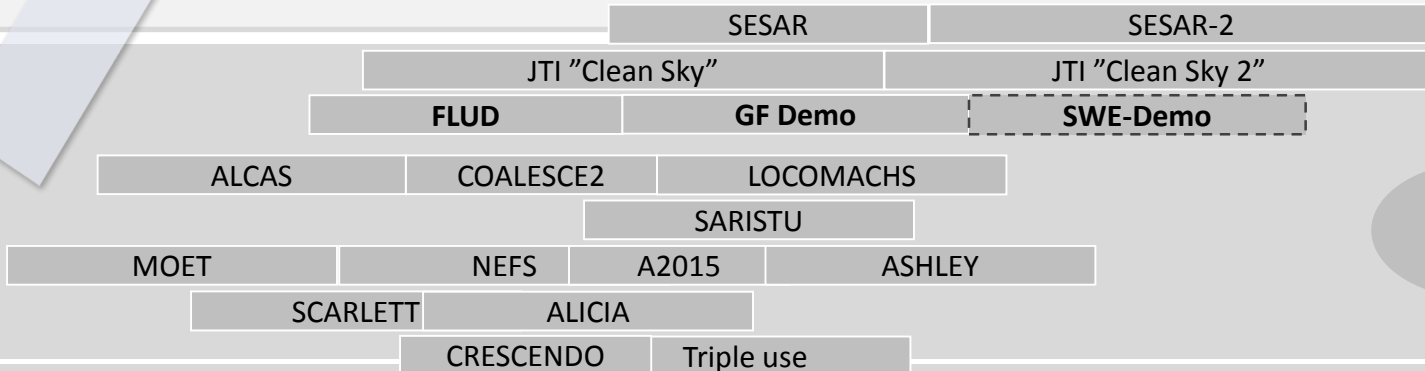 SESAR SESAR-2
JTI ”Clean Sky” JTI ”Clean Sky 2”
FLUD GF Demo SWE-Demo
ALCAS COALESCE2 LOCOMACHS
SARISTU
MOET NEFS A2015 ASHLEY
SCARLETT ALICIA
CRESCENDO Triple use